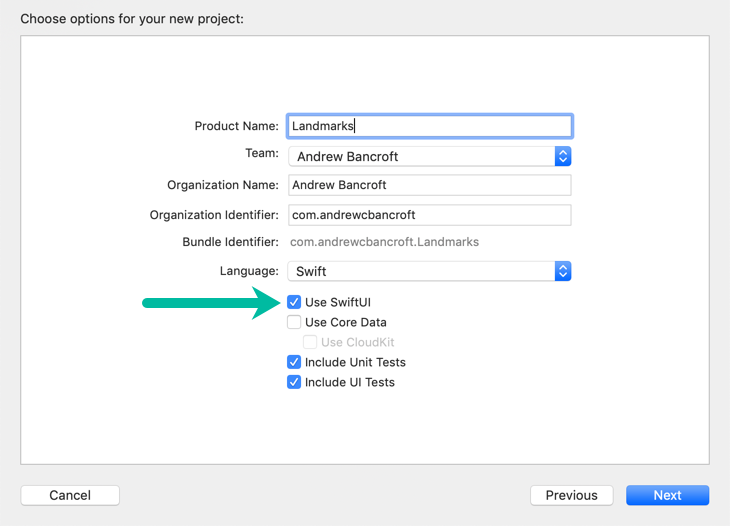 Choose options for your new project:
Product Name: Landmarks
Team: Andrew Bancroft
Organization Name: Andrew Bancroft
Organization Identifier: com.andrewcbancroft
Bundle Identifier: com.andrewcbancroft.Landmarks
Language: Swift
Use SwiftUI
Use Core Data
Use CloudKit
Include Unit Tests
Include UI Tests
Cancel Previous Next